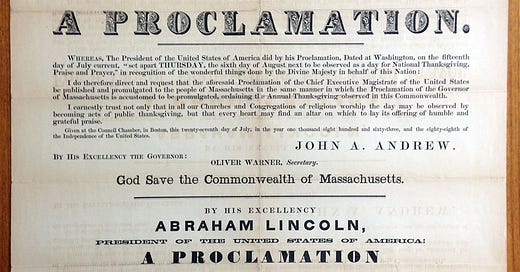 A PROCLAMATION.
WHEREAS, The President of the United States of America did by his Proclamation, Dated at Washington, on the fifteenth
day of July current, "set apart THURSDAY, the sixth day of August next to be observed as a day for National Thanksgiving,
Praise and Prayer," in recognition of the wonderful things done by the Divine Majesty in behalf of this Nation:
I do therefore direct and request that the aforesaid Proclamation of the Chief Executive Magistrate of the United States
be published and promulgated to the people of Massachusetts in the same manner in which the Proclamation of the Governor
of Massachusetts is accustomed to be promulgated, ordaining the Annual Thanksgiving observed in this Commonwealth.
I earnestly trust not only that in all our Churches and Congregations of religious worship the day may be observed by
becoming acts of public thanksgiving, but that every heart may find an altar on which to lay its offering of humble and
grateful praise.
Given at the Council Chamber, in Boston, this twenty-seventh day of July, in the year one thousand eight hundred and sixty-three, and the eighty-eighth of
the Independence of the United States.
JOHN A. ANDREW.
BY HIS EXCELLENCY THE GOVERNOR:
OLIVER WARNER, Secretary.
God Save the Commonwealth of Massachusetts.
BY HIS EXCELLENCY
ABRAHAM LINCOLN,
PRESIDENT OF THE UNITED STATES OF AMERICA:
A PROCLAMATION